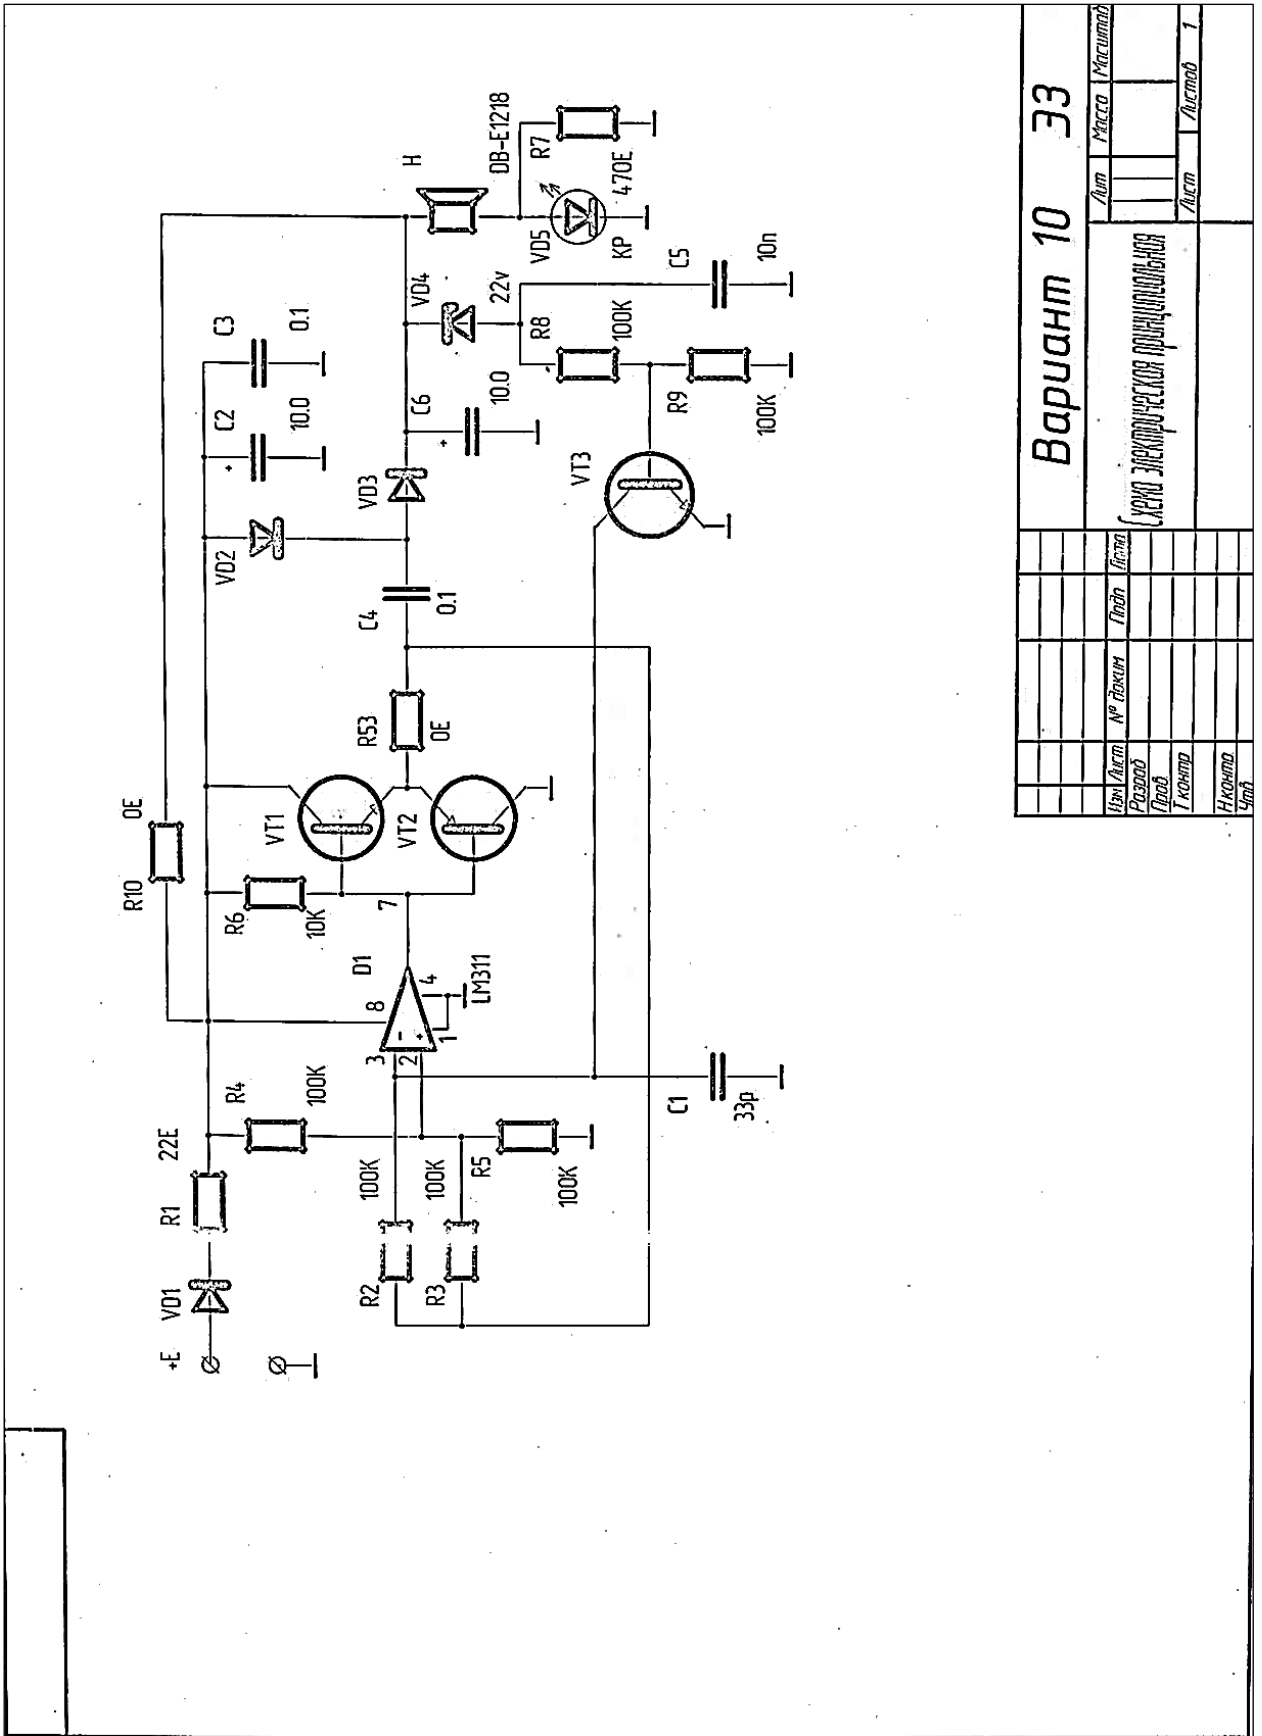 +E
VD1
R1
22E
R4
100K
R10
0E
R6
10K
VD2
C2
10.0
C3
0.1
3
2
8
D1
4
1
LM311
7
VT1
VT2
R53
0E
C4
0.1
VD3
C6
10.0
VD4
22v
H
DB-E1218
R7
VD5
470E
KP
R2
100K
R3
100K
R5
100K
C1
33p
VT3
R8
100K
R9
100K
C5
10n
Вариант 10 ЭЗ
Схема электрическая принципиальная
Лит
Масса
Масштаб
Лист
Листов 1
Изм
Лист
№ докум
Подп
Дата
Разраб
Пров
Т контр
Н контр
Утв